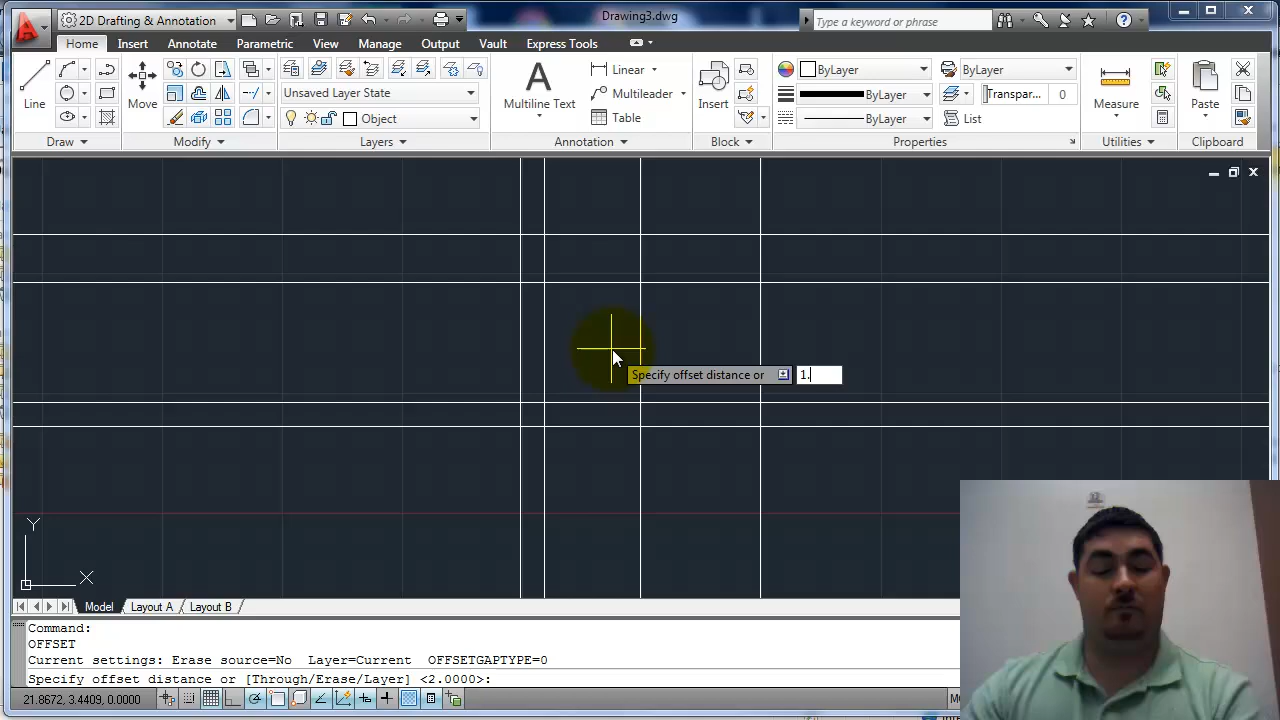 2D Drafting & Annotation
Drawing3.dwg
Type a keyword or phrase
Home Insert Annotate Parametric View Manage Output Vault Express Tools
Line
Move
Unsaved Layer State
Object
Multiline Text
Linear
Multileader
Table
Insert
ByLayer
ByLayer
ByLayer
ByLayer
Transpar...
0
List
Measure
Paste
Draw Modify Layers Annotation Block Properties Utilities Clipboard
Specify offset distance or 1.
Y
X
Model Layout A Layout B
Command:
OFFSET
Current settings: Erase source=No Layer=Current OFFSETGAPTYPE=0
Specify offset distance or [Through/Erase/Layer] <2.0000>:
21.8672, 3.4409, 0.0000